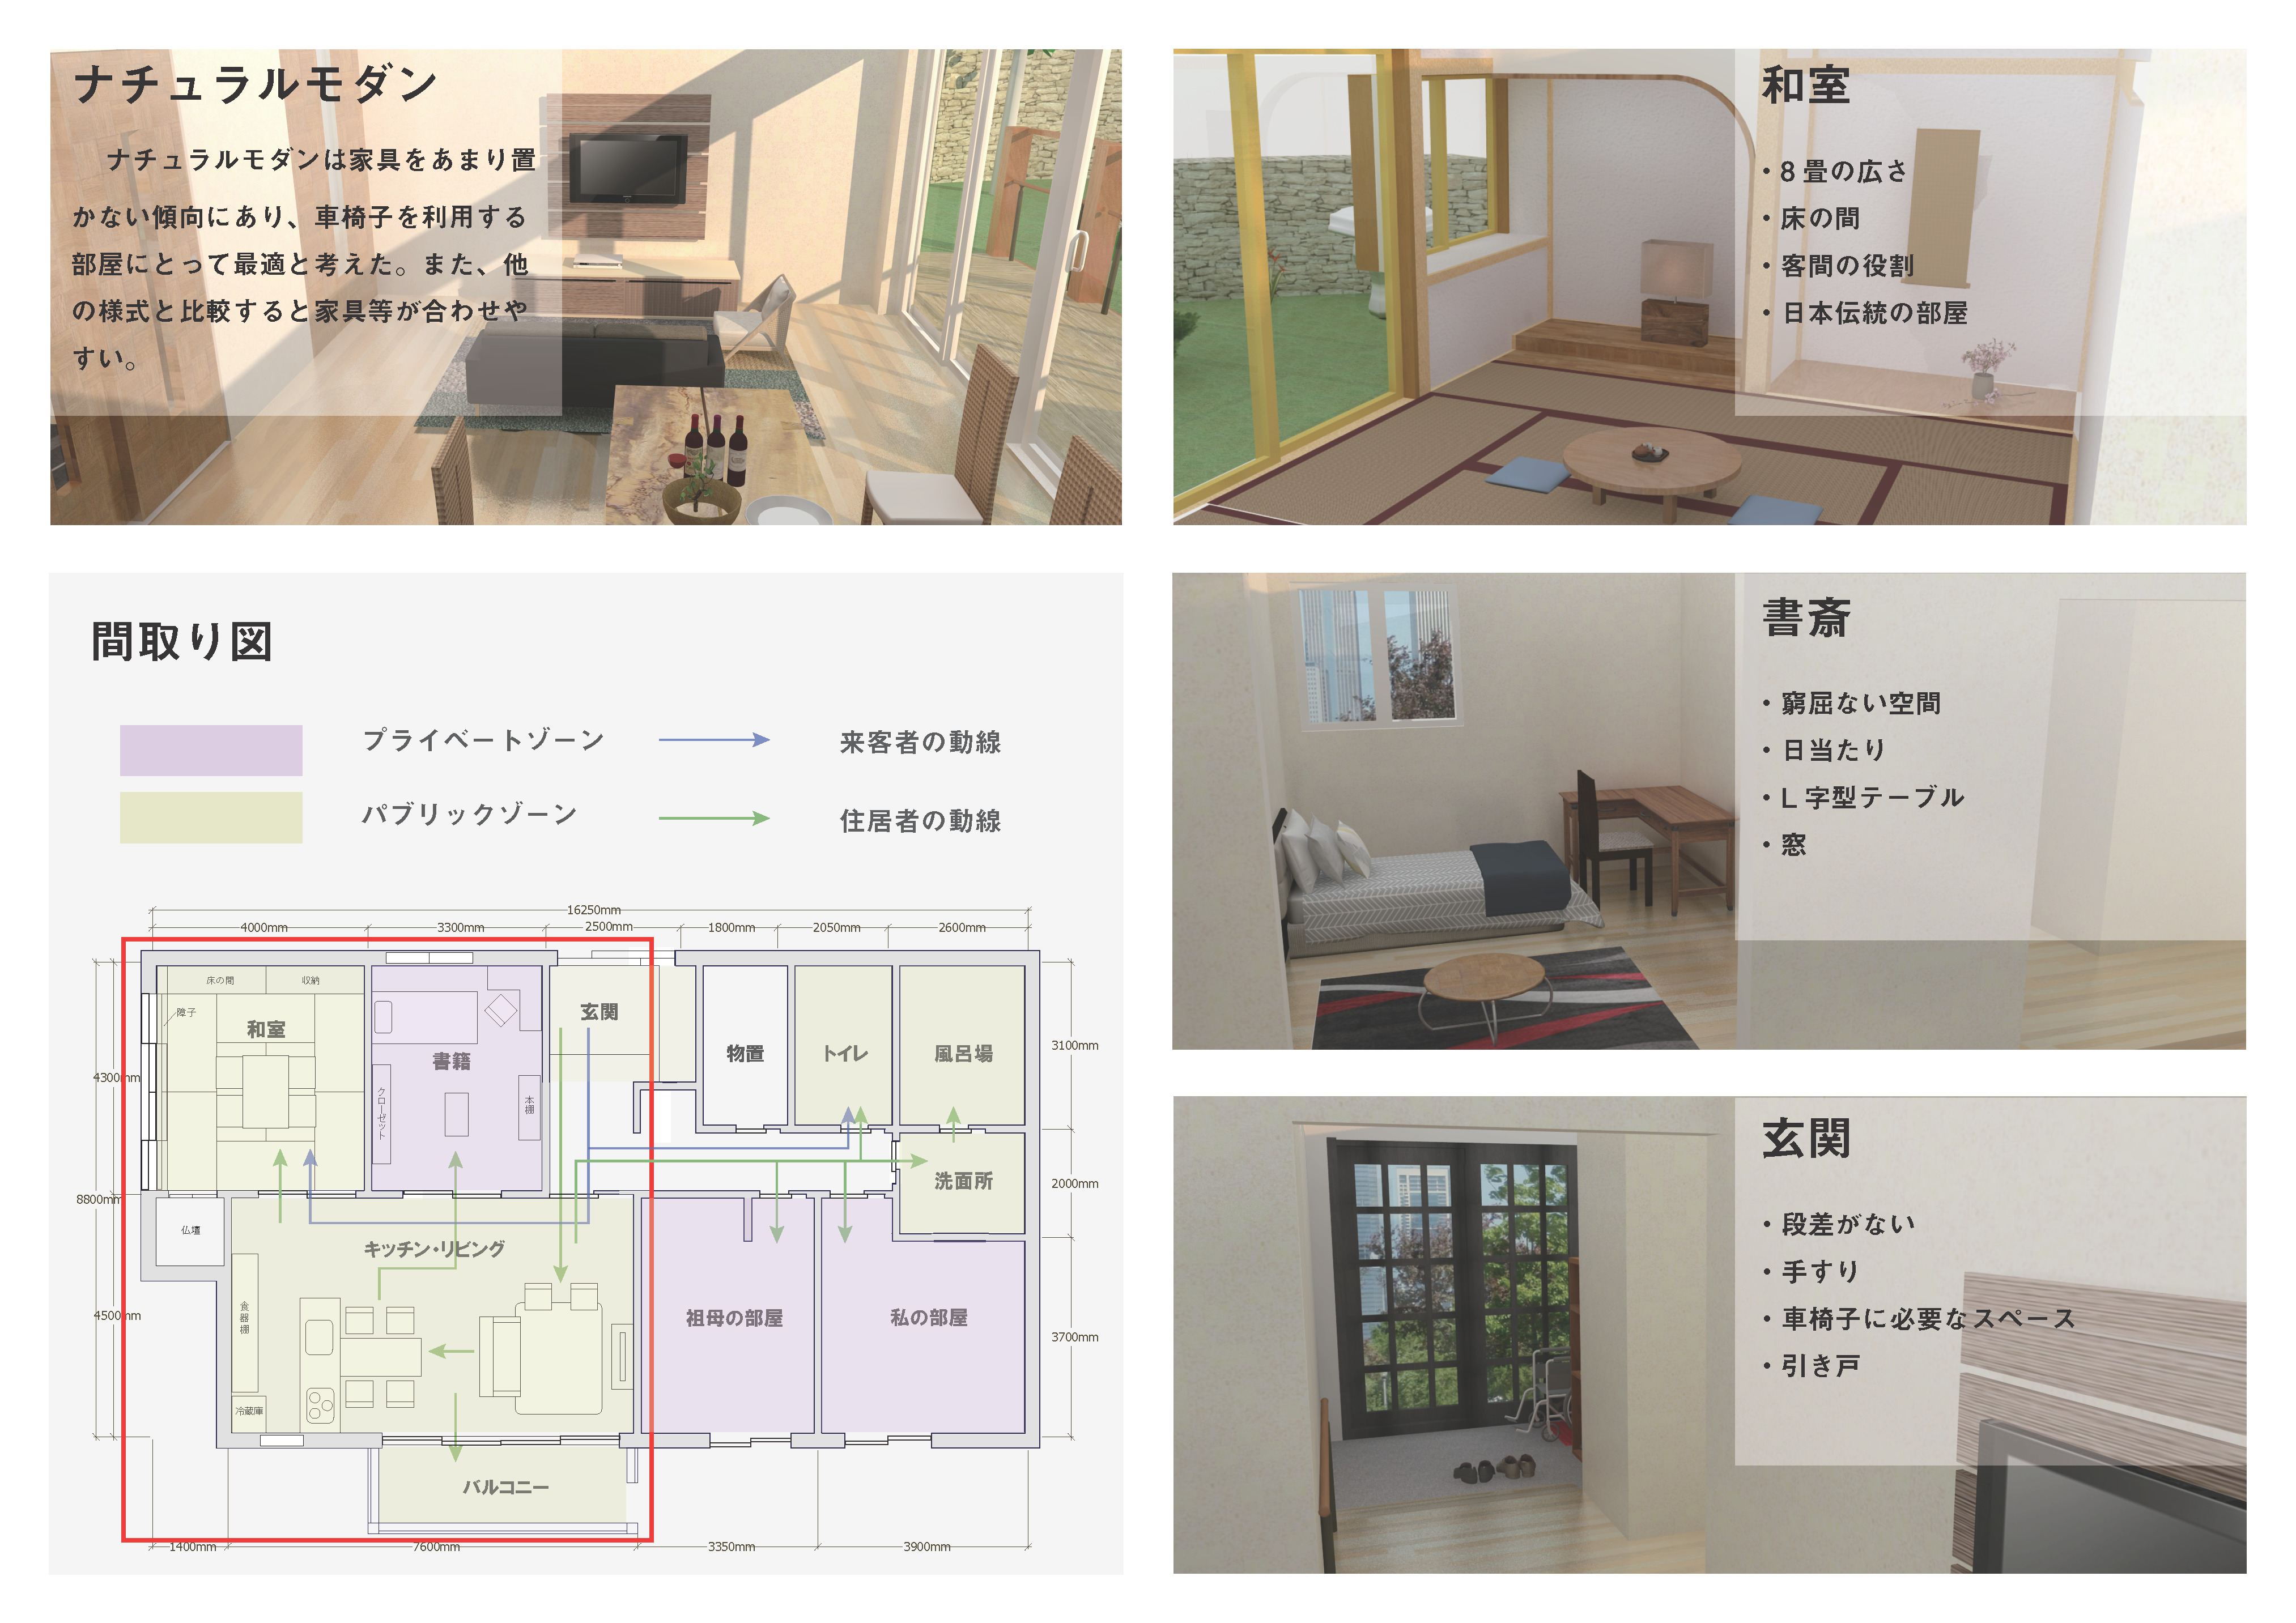 ナチュラルモダン
ナチュラルモダンは家具をあまり置
かない傾向にあり、車椅子を利用する
部屋にとって最適と考えた。また、他
の様式と比較すると家具等が合わせや
すい。
和室
・8畳の広さ
・床の間
・客間の役割
・日本伝統の部屋
間取り図
プライベートゾーン
来客者の動線
パブリックゾーン
住居者の動線
16250mm
4000mm
3300mm
2500mm
1800mm
2050mm
2600mm
床の間
収納
障子
和室
書籍
クローゼット
本棚
玄関
物置
トイレ
風呂場
洗面所
4300mm
8800mm
4500mm
3100mm
2000mm
3700mm
仏壇
キッチン・リビング
食器棚
冷蔵庫
祖母の部屋
私の部屋
バルコニー
1400mm
7600mm
3350mm
3900mm
書斎
・窮屈ない空間
・日当たり
・L字型テーブル
・窓
玄関
・段差がない
・手すり
・車椅子に必要なスペース
・引き戸